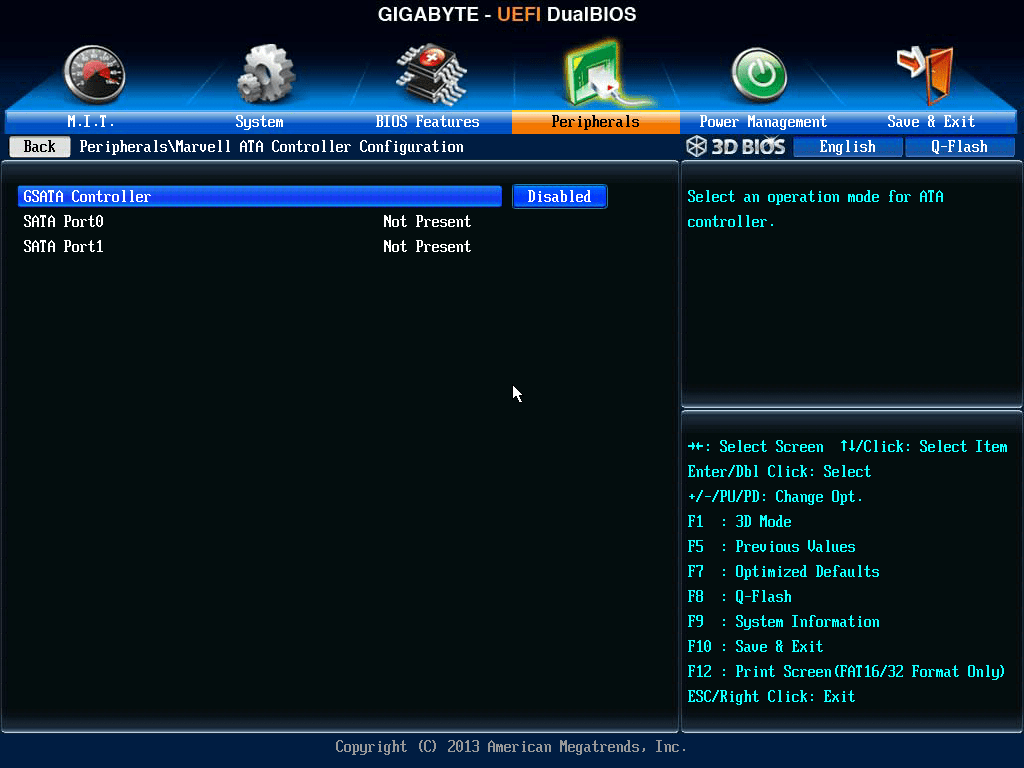 GIGABYTE - UEFI DualBIOS
M.I.T. System BIOS Features Peripherals Power Management Save & Exit
Back Peripherals\Marvell ATA Controller Configuration 3D BIOS English Q-Flash
GSATA Controller Disabled
SATA Port0 Not Present
SATA Port1 Not Present
Select an operation mode for ATA
controller.
→←: Select Screen ↑↓/Click: Select Item
Enter/Dbl Click: Select
+/-/PU/PD: Change Opt.
F1 : 3D Mode
F5 : Previous Values
F7 : Optimized Defaults
F8 : Q-Flash
F9 : System Information
F10 : Save & Exit
F12 : Print Screen(FAT16/32 Format Only)
ESC/Right Click: Exit
Copyright (C) 2013 American Megatrends, Inc.